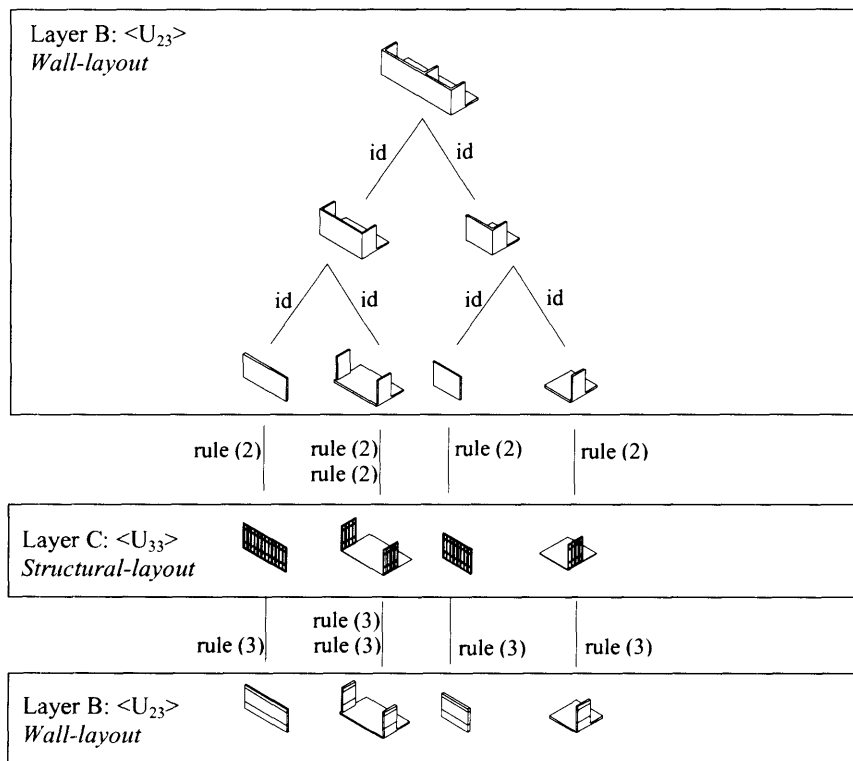 Layer B: <U₂₃>
Wall-layout
id id
id id id id
rule (2) rule (2) rule (2) rule (2)
rule (2)
Layer C: <U₃₃>
Structural-layout
rule (3)
rule (3) rule (3) rule (3) rule (3)
Layer B: <U₂₃>
Wall-layout